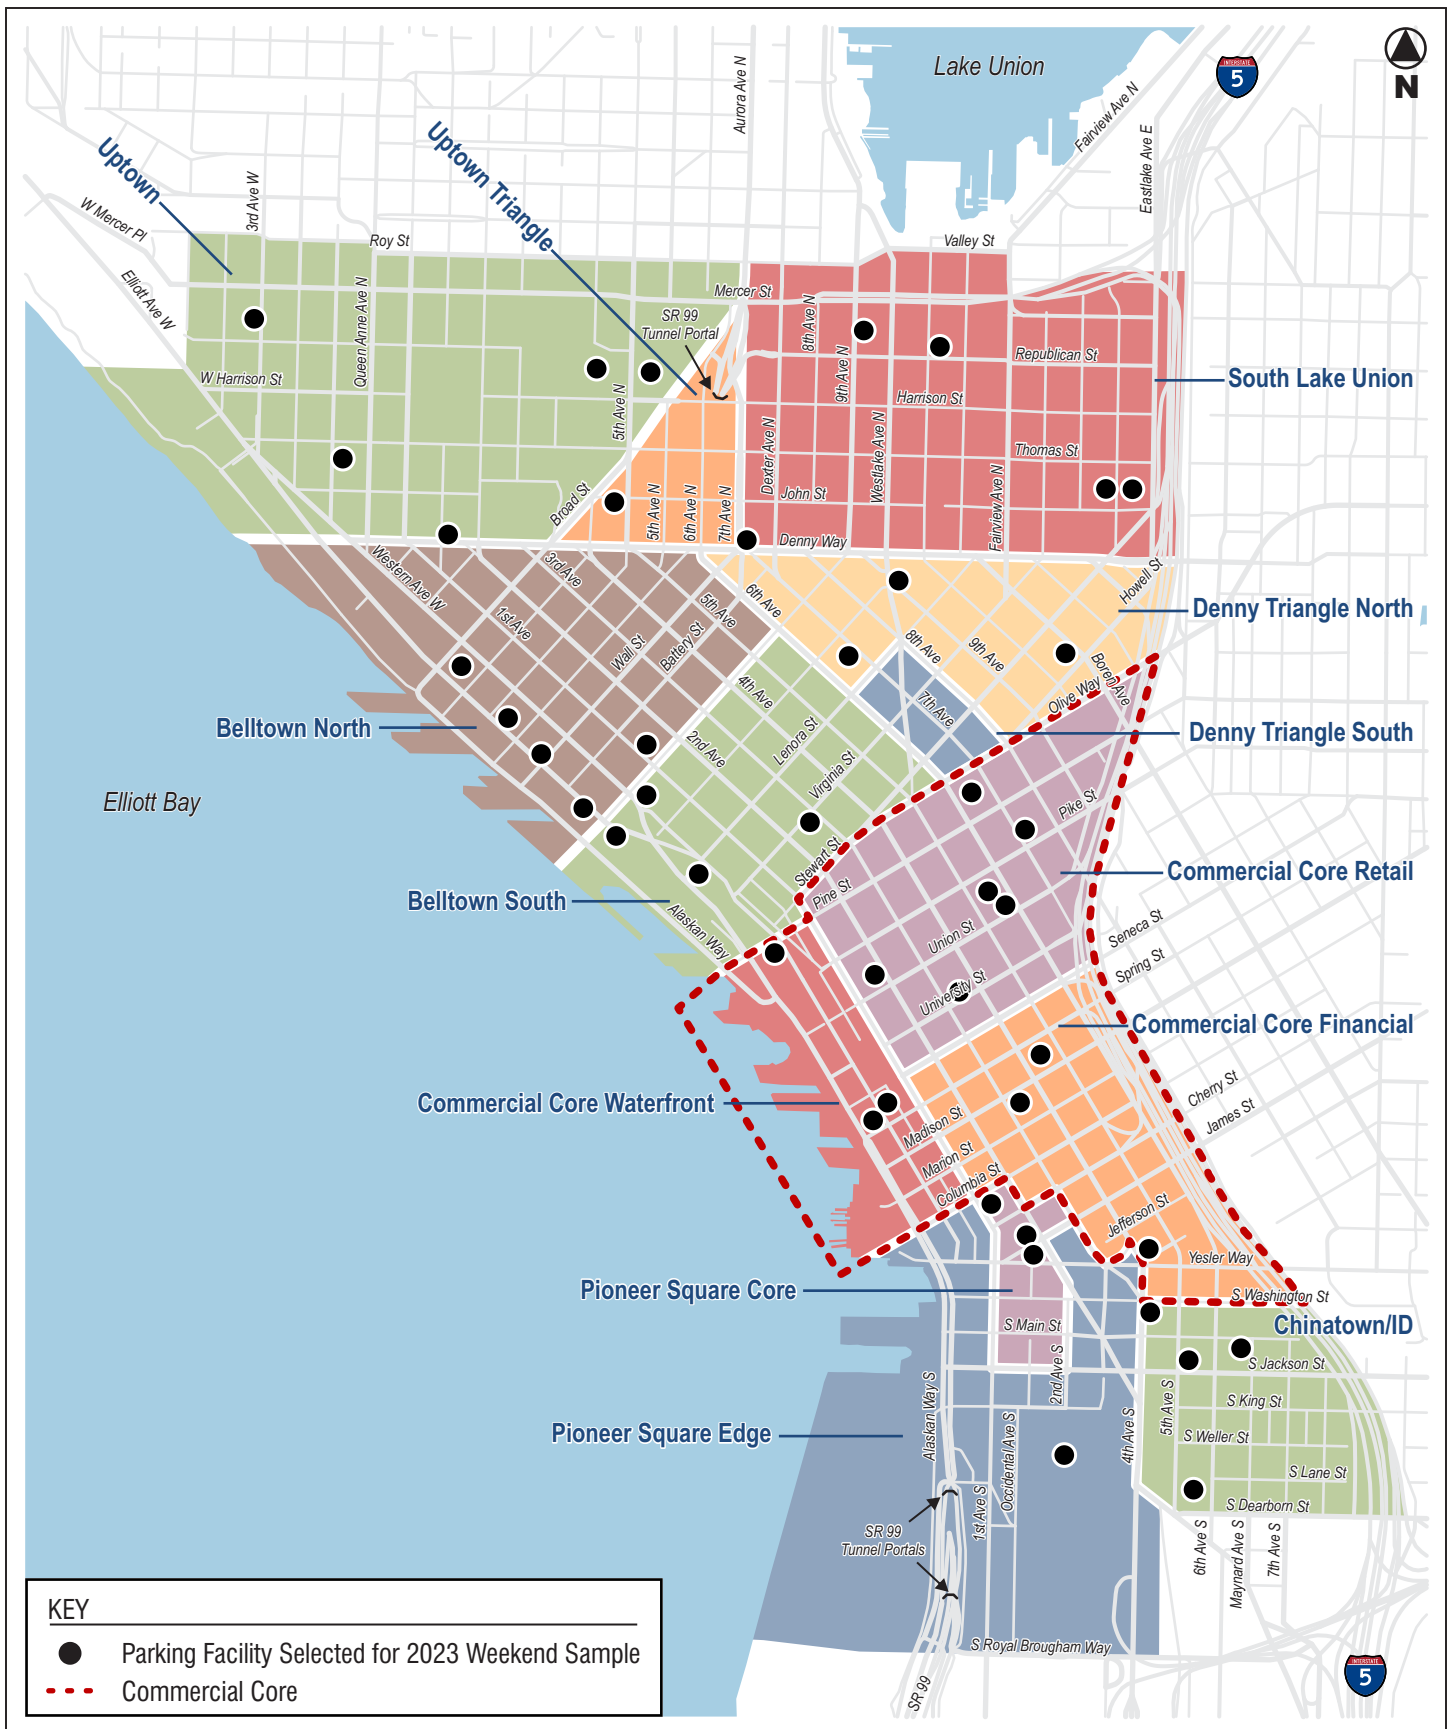 Lake Union
INTERSTATE
5
N
Aurora Ave N
Fairview Ave N
Eastlake Ave E
Uptown
Uptown Triangle
3rd Ave W
W Mercer Pl
Roy St
Valley St
Elliott Ave W
Queen Anne Ave N
Mercer St
SR 99
Tunnel Portal
8th Ave N
9th Ave N
Republican St
W Harrison St
Harrison St
South Lake Union
5th Ave N
Dexter Ave N
Westlake Ave N
Thomas St
Fairview Ave N
Broad St
5th Ave N
6th Ave N
7th Ave N
John St
Denny Way
Western Ave W
3rd Ave
Howell St
1st Ave
5th Ave
6th Ave
Denny Triangle North
Wall St
Battery St
8th Ave
9th Ave
Boren Ave
4th Ave
7th Ave
Olive Way
Belltown North
2nd Ave
Lenora St
Denny Triangle South
Virginia St
Elliott Bay
Pike St
Stewart St
Pine St
Commercial Core Retail
Belltown South
Alaskan Way
Union St
Seneca St
Spring St
University St
Commercial Core Financial
Commercial Core Waterfront
Madison St
Cherry St
James St
Marion St
Columbia St
Jefferson St
Yesler Way
Pioneer Square Core
S Washington St
S Main St
Chinatown/ID
S Jackson St
2nd Ave S
S King St
Alaskan Way S
5th Ave S
4th Ave S
Pioneer Square Edge
S Weller St
Occidental Ave S
S Lane St
1st Ave S
S Dearborn St
SR 99
Tunnel Portals
6th Ave S
Maynard Ave S
7th Ave S
S Royal Brougham Way
SR 99
INTERSTATE
5
KEY
Parking Facility Selected for 2023 Weekend Sample
Commercial Core